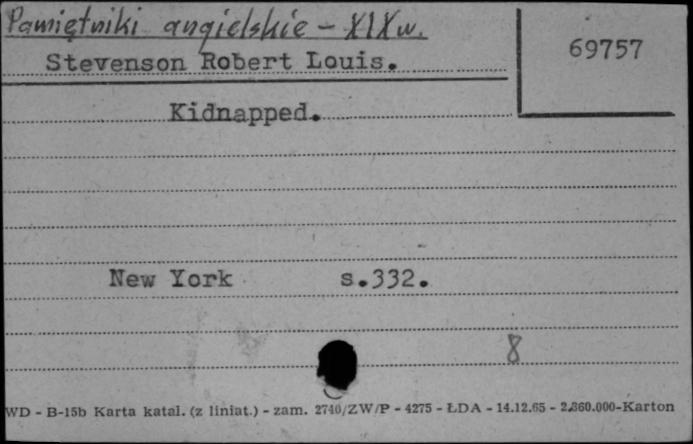 Pamiętniki angielskie - XIX w.
Stevenson Robert Louis.
69757
Kidnapped.
New York s.332.
8
WD - B-15b Karta katal. (z liniat.) - zam. 2740/ZW/P - 4275 - ŁDA - 14.12.65 - 2.360.000-Karton